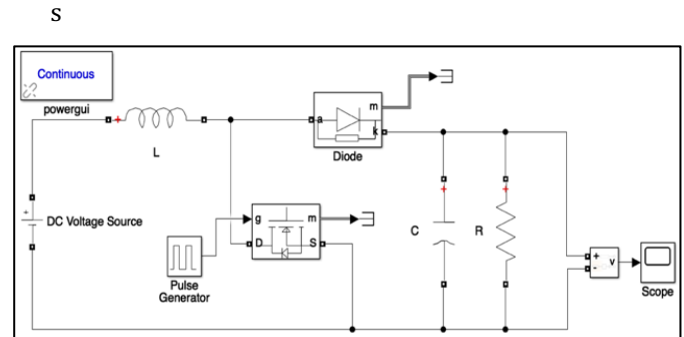 s
Continuous
powergui
+
L
a
m
k
Diode
+
DC Voltage Source
g
m
D
S
Pulse
Generator
+
C
+
R
+
-
v
Scope